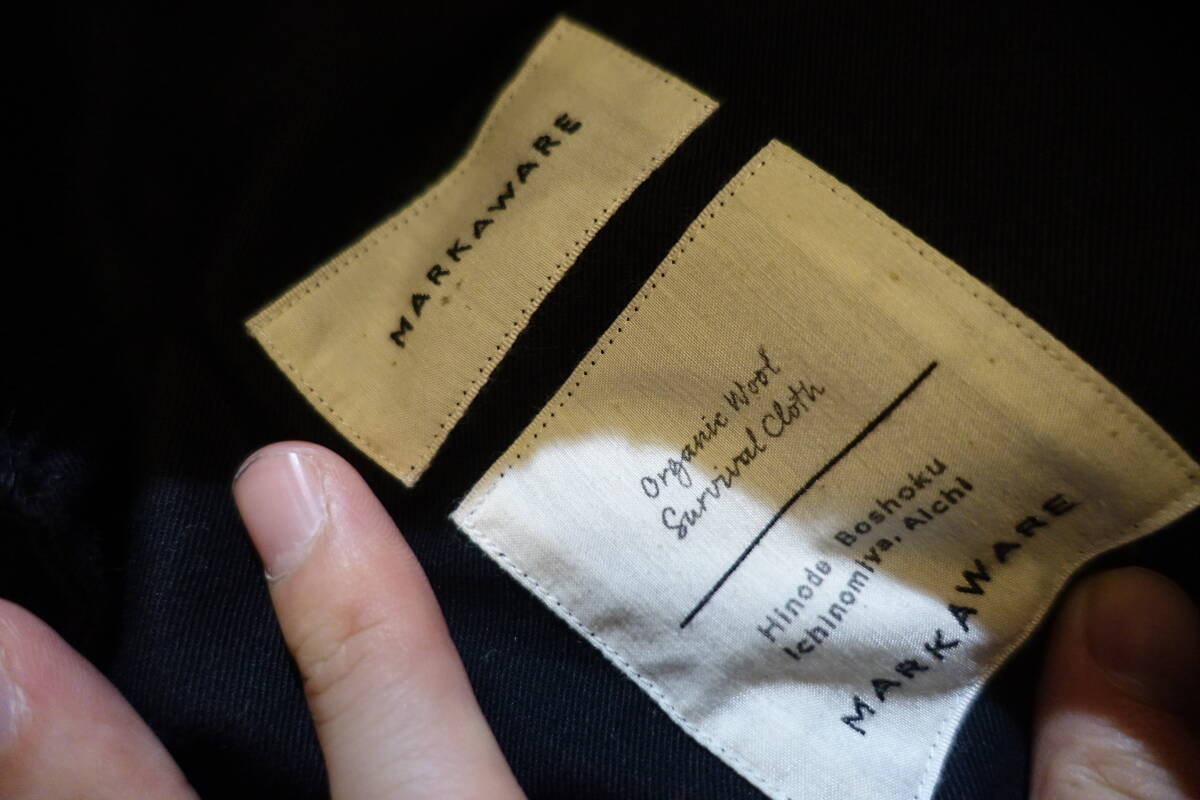 MARKAWARE
Organic Wool
Survival Cloth
Hinode Boshoku
Ichinomiya, Aichi
MARKAWARE